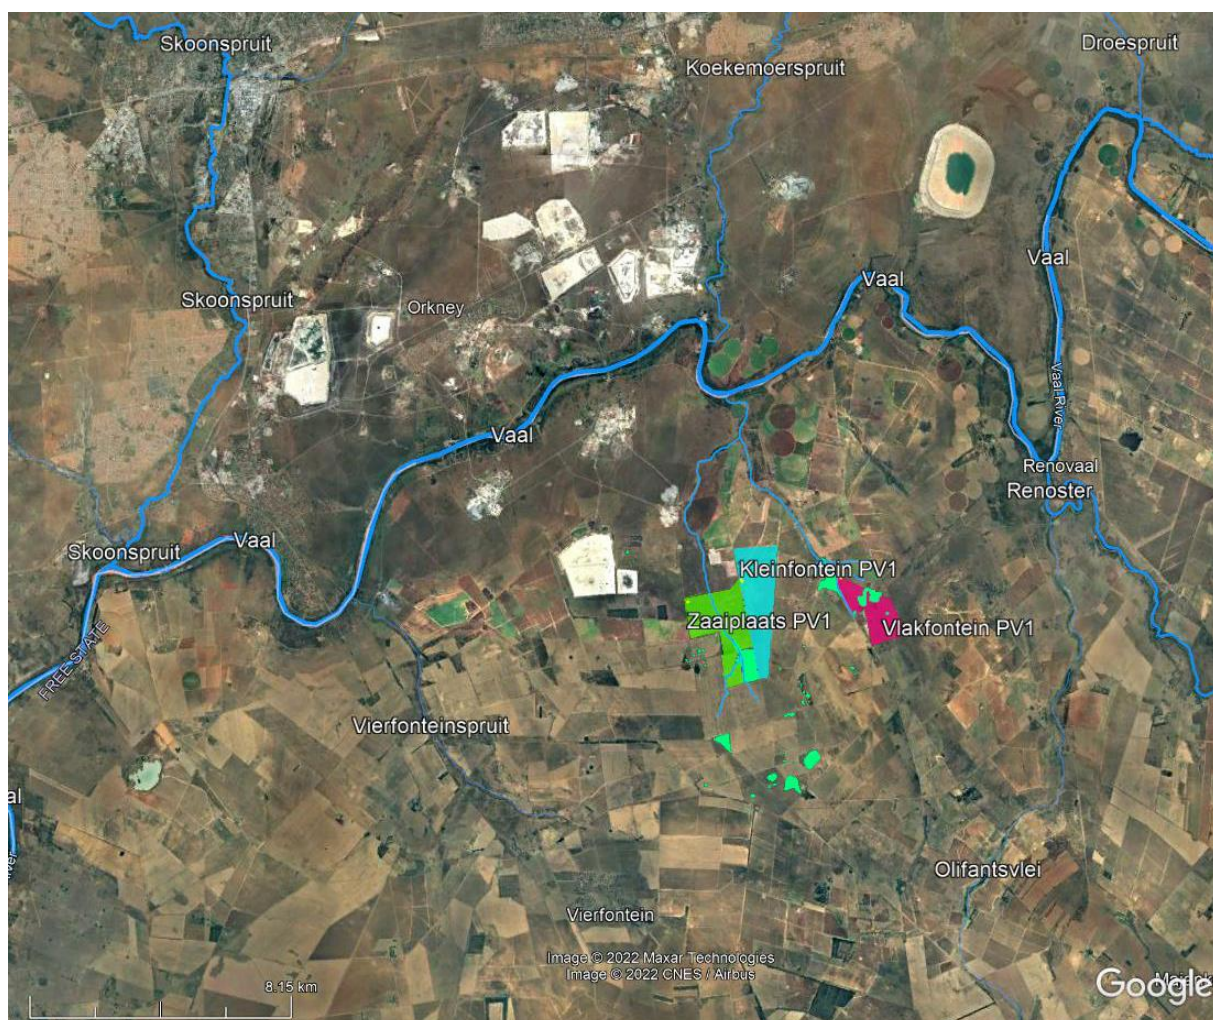 Skoonspruit
Droespruit
Koekemoerspruit
Vaal
Vaal
Skoonspruit
Orkney
Vaal River
Vaal
Renovaal
Renoster
Vaal
Skoonspruit
Kleinfontein PV1
Zaaiplaats PV1
Vlakfontein PV1
FREE STATE
Vierfonteinspruit
al
Olifantsvlei
Vierfontein
Image © 2022 Maxar Technologies
Image © 2022 CNES / Airbus
8.15 km
Google